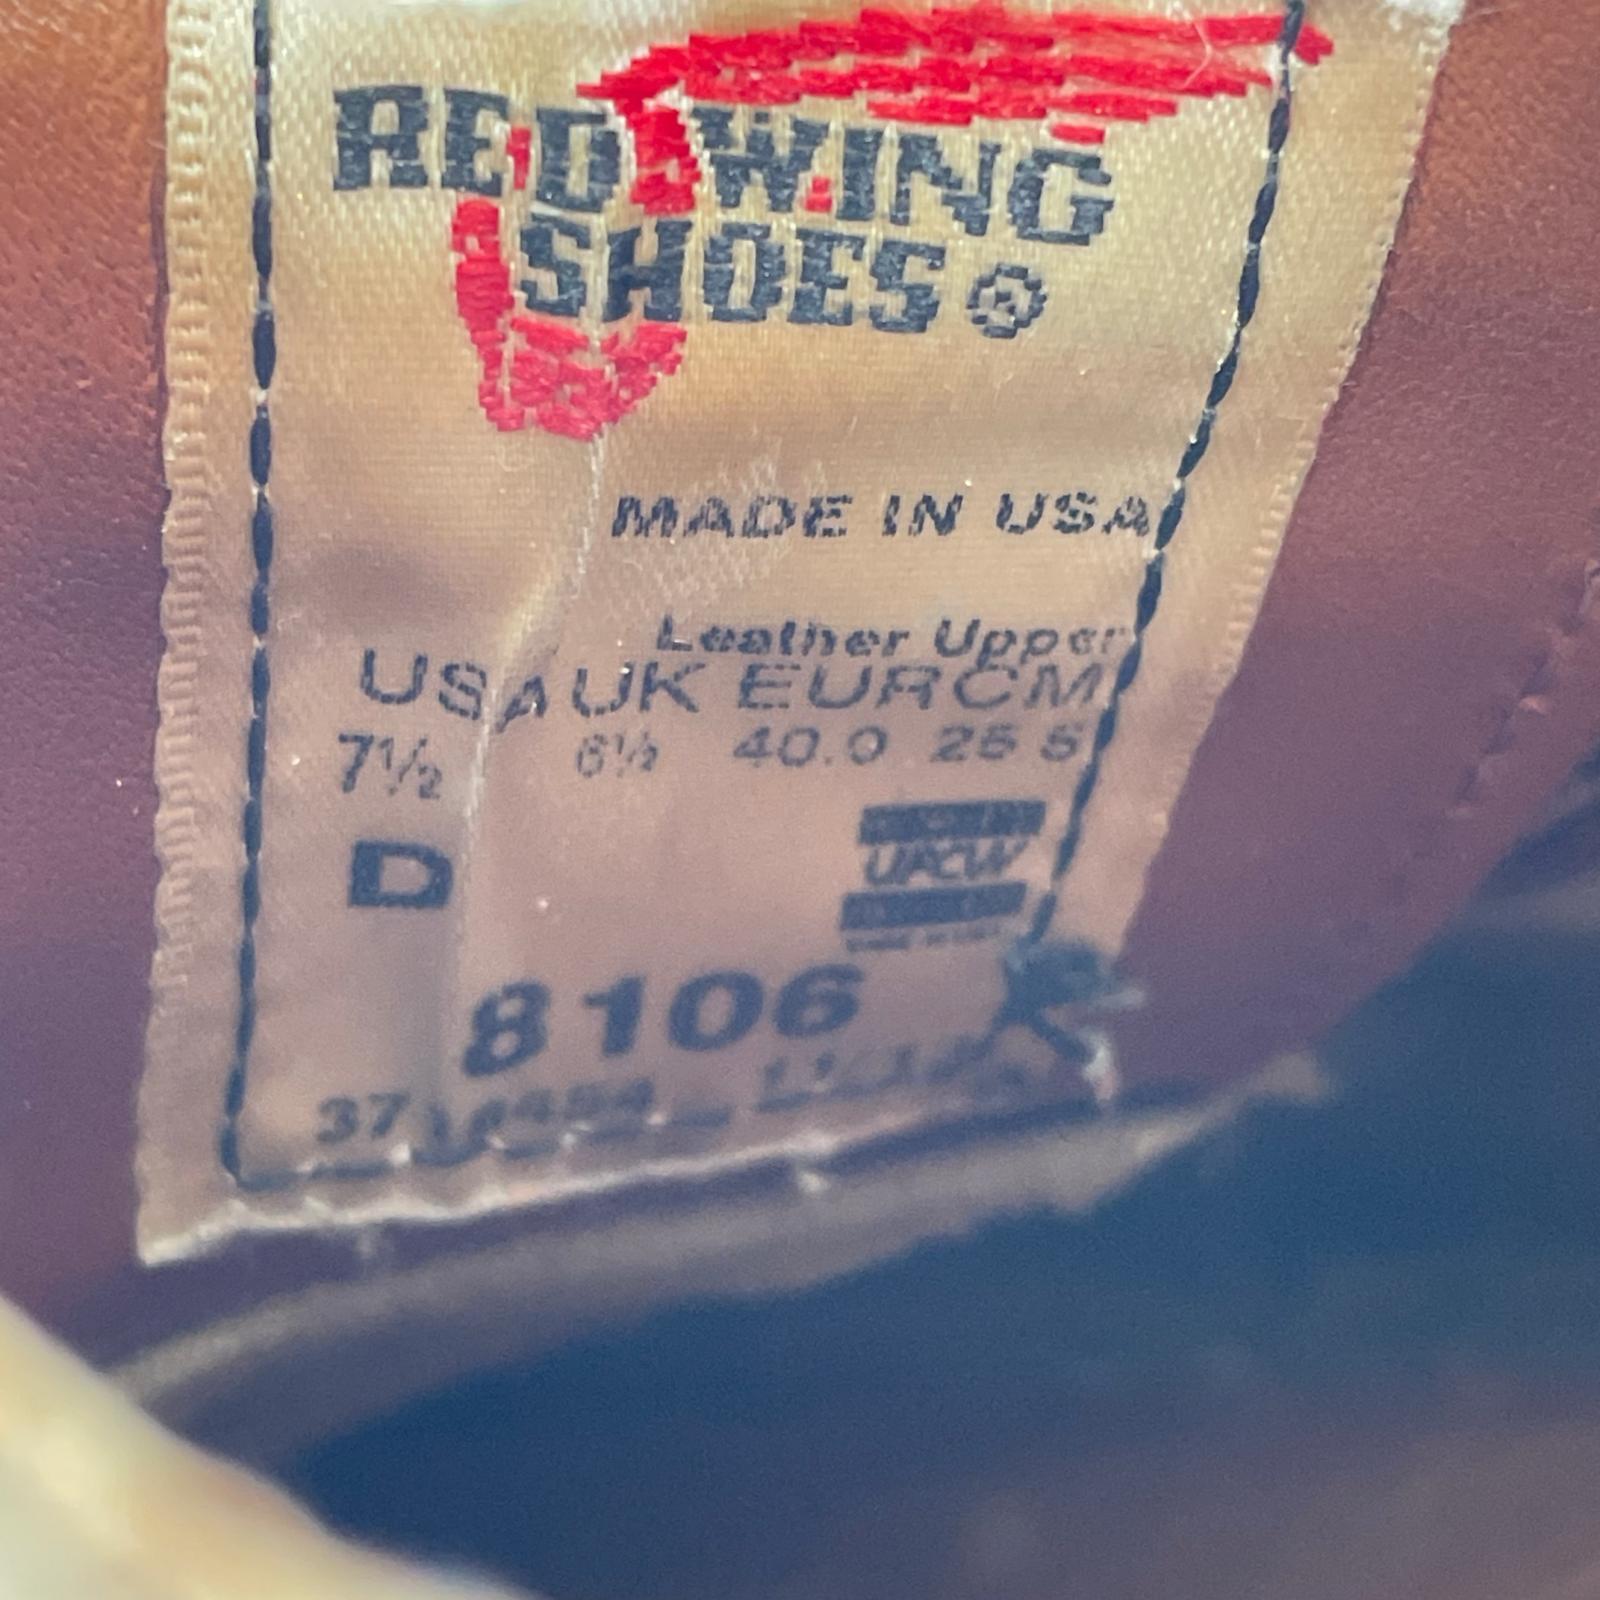 RED WING
SHOES ®
MADE IN USA
Leather Upper
USA UK EUR CM
7½ 6½ 40.0 25 5
D
UFCW
8106